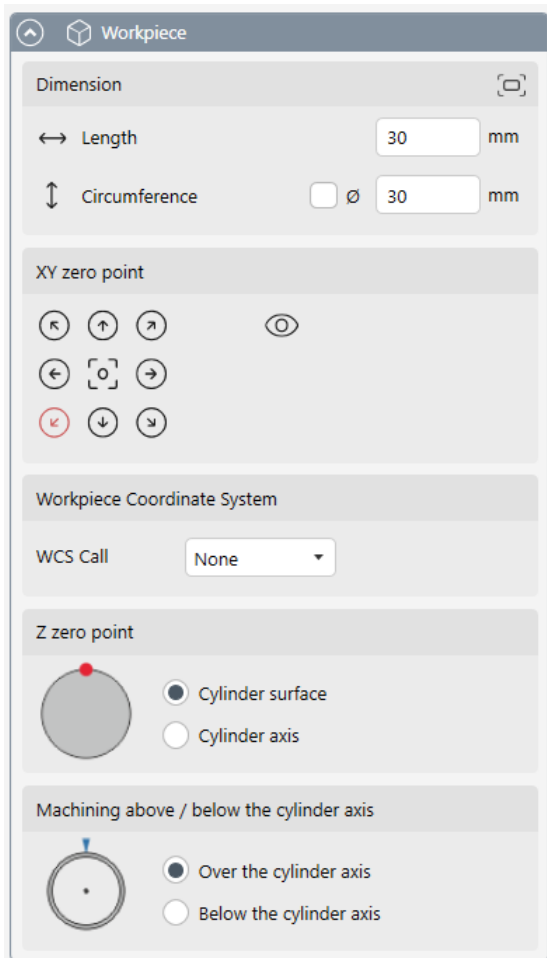 Workpiece
Dimension
Length 30 mm
Circumference Ø 30 mm
XY zero point
Workpiece Coordinate System
WCS Call None
Z zero point
Cylinder surface
Cylinder axis
Machining above / below the cylinder axis
Over the cylinder axis
Below the cylinder axis